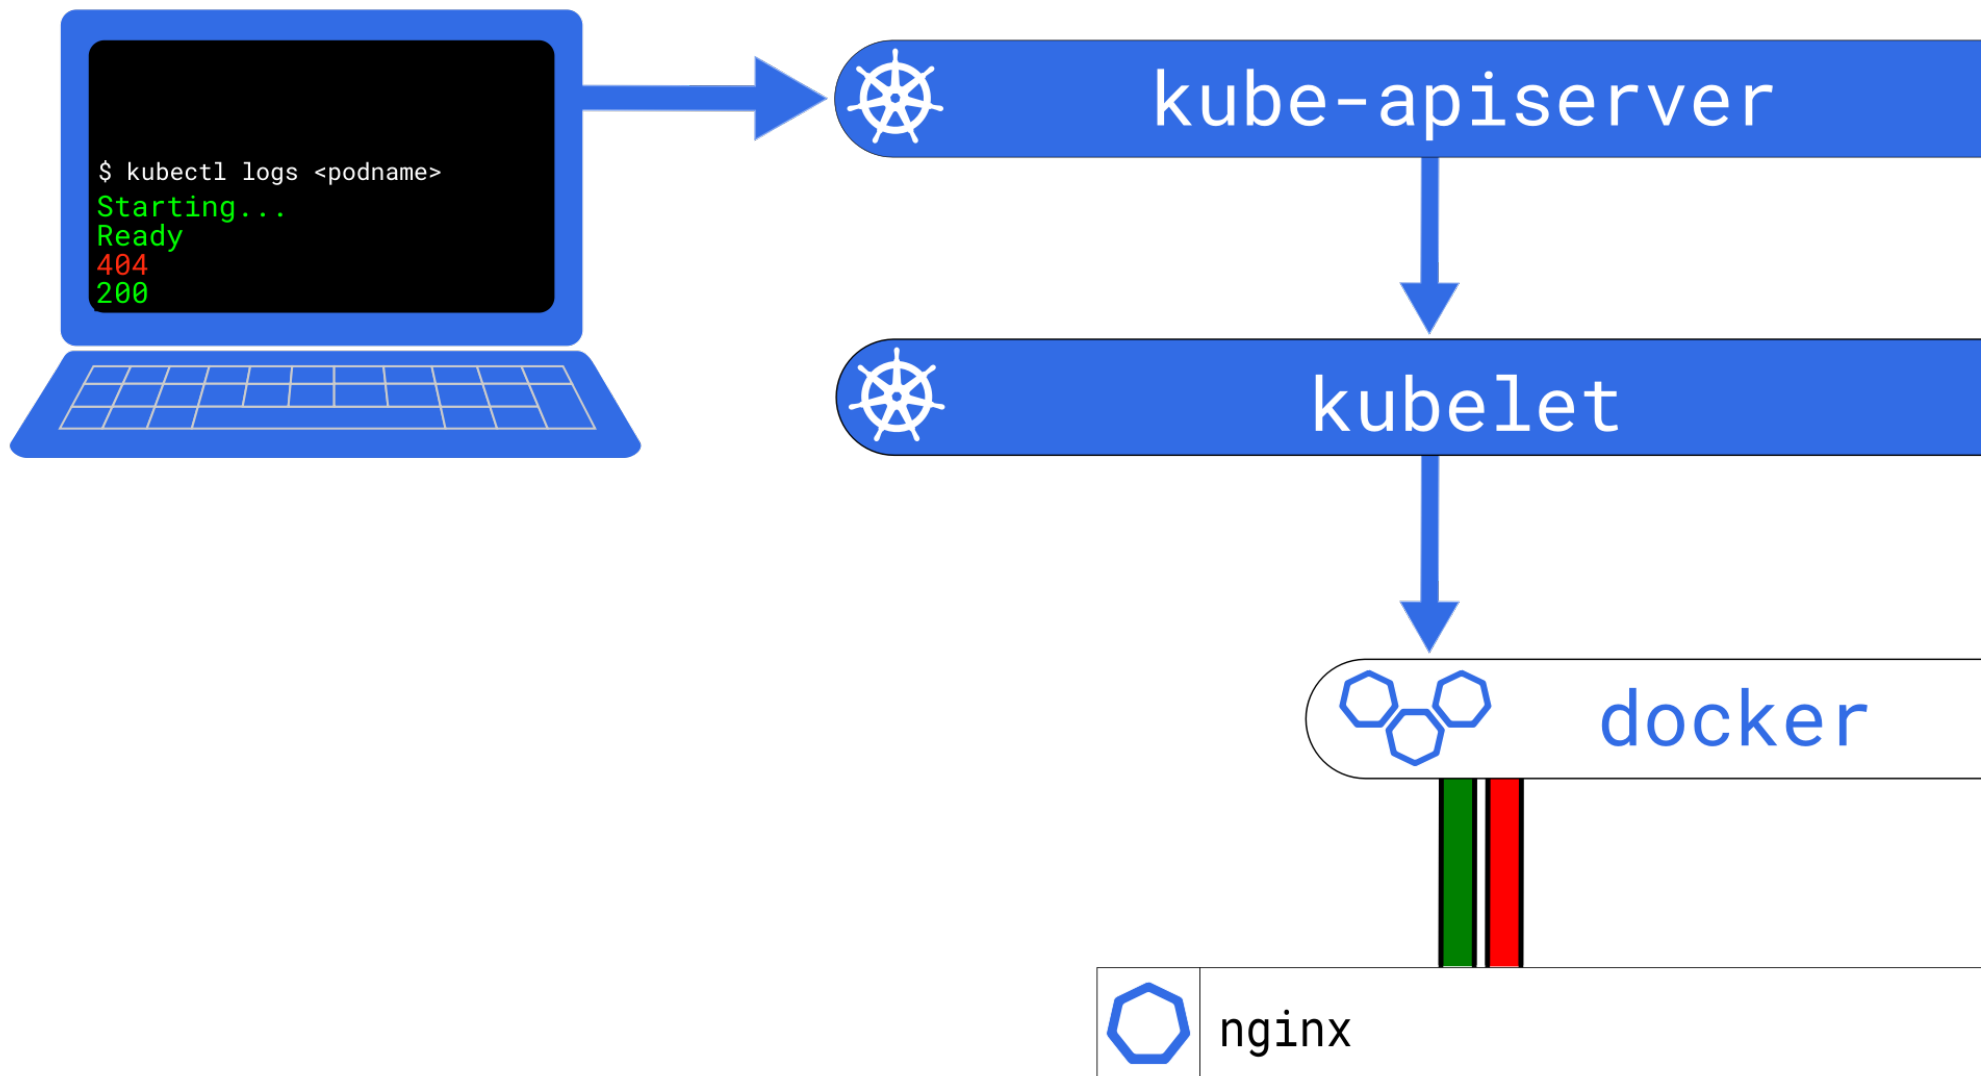 $ kubectl logs <podname>
Starting...
Ready
404
200
kube-apiserver
kubelet
docker
nginx